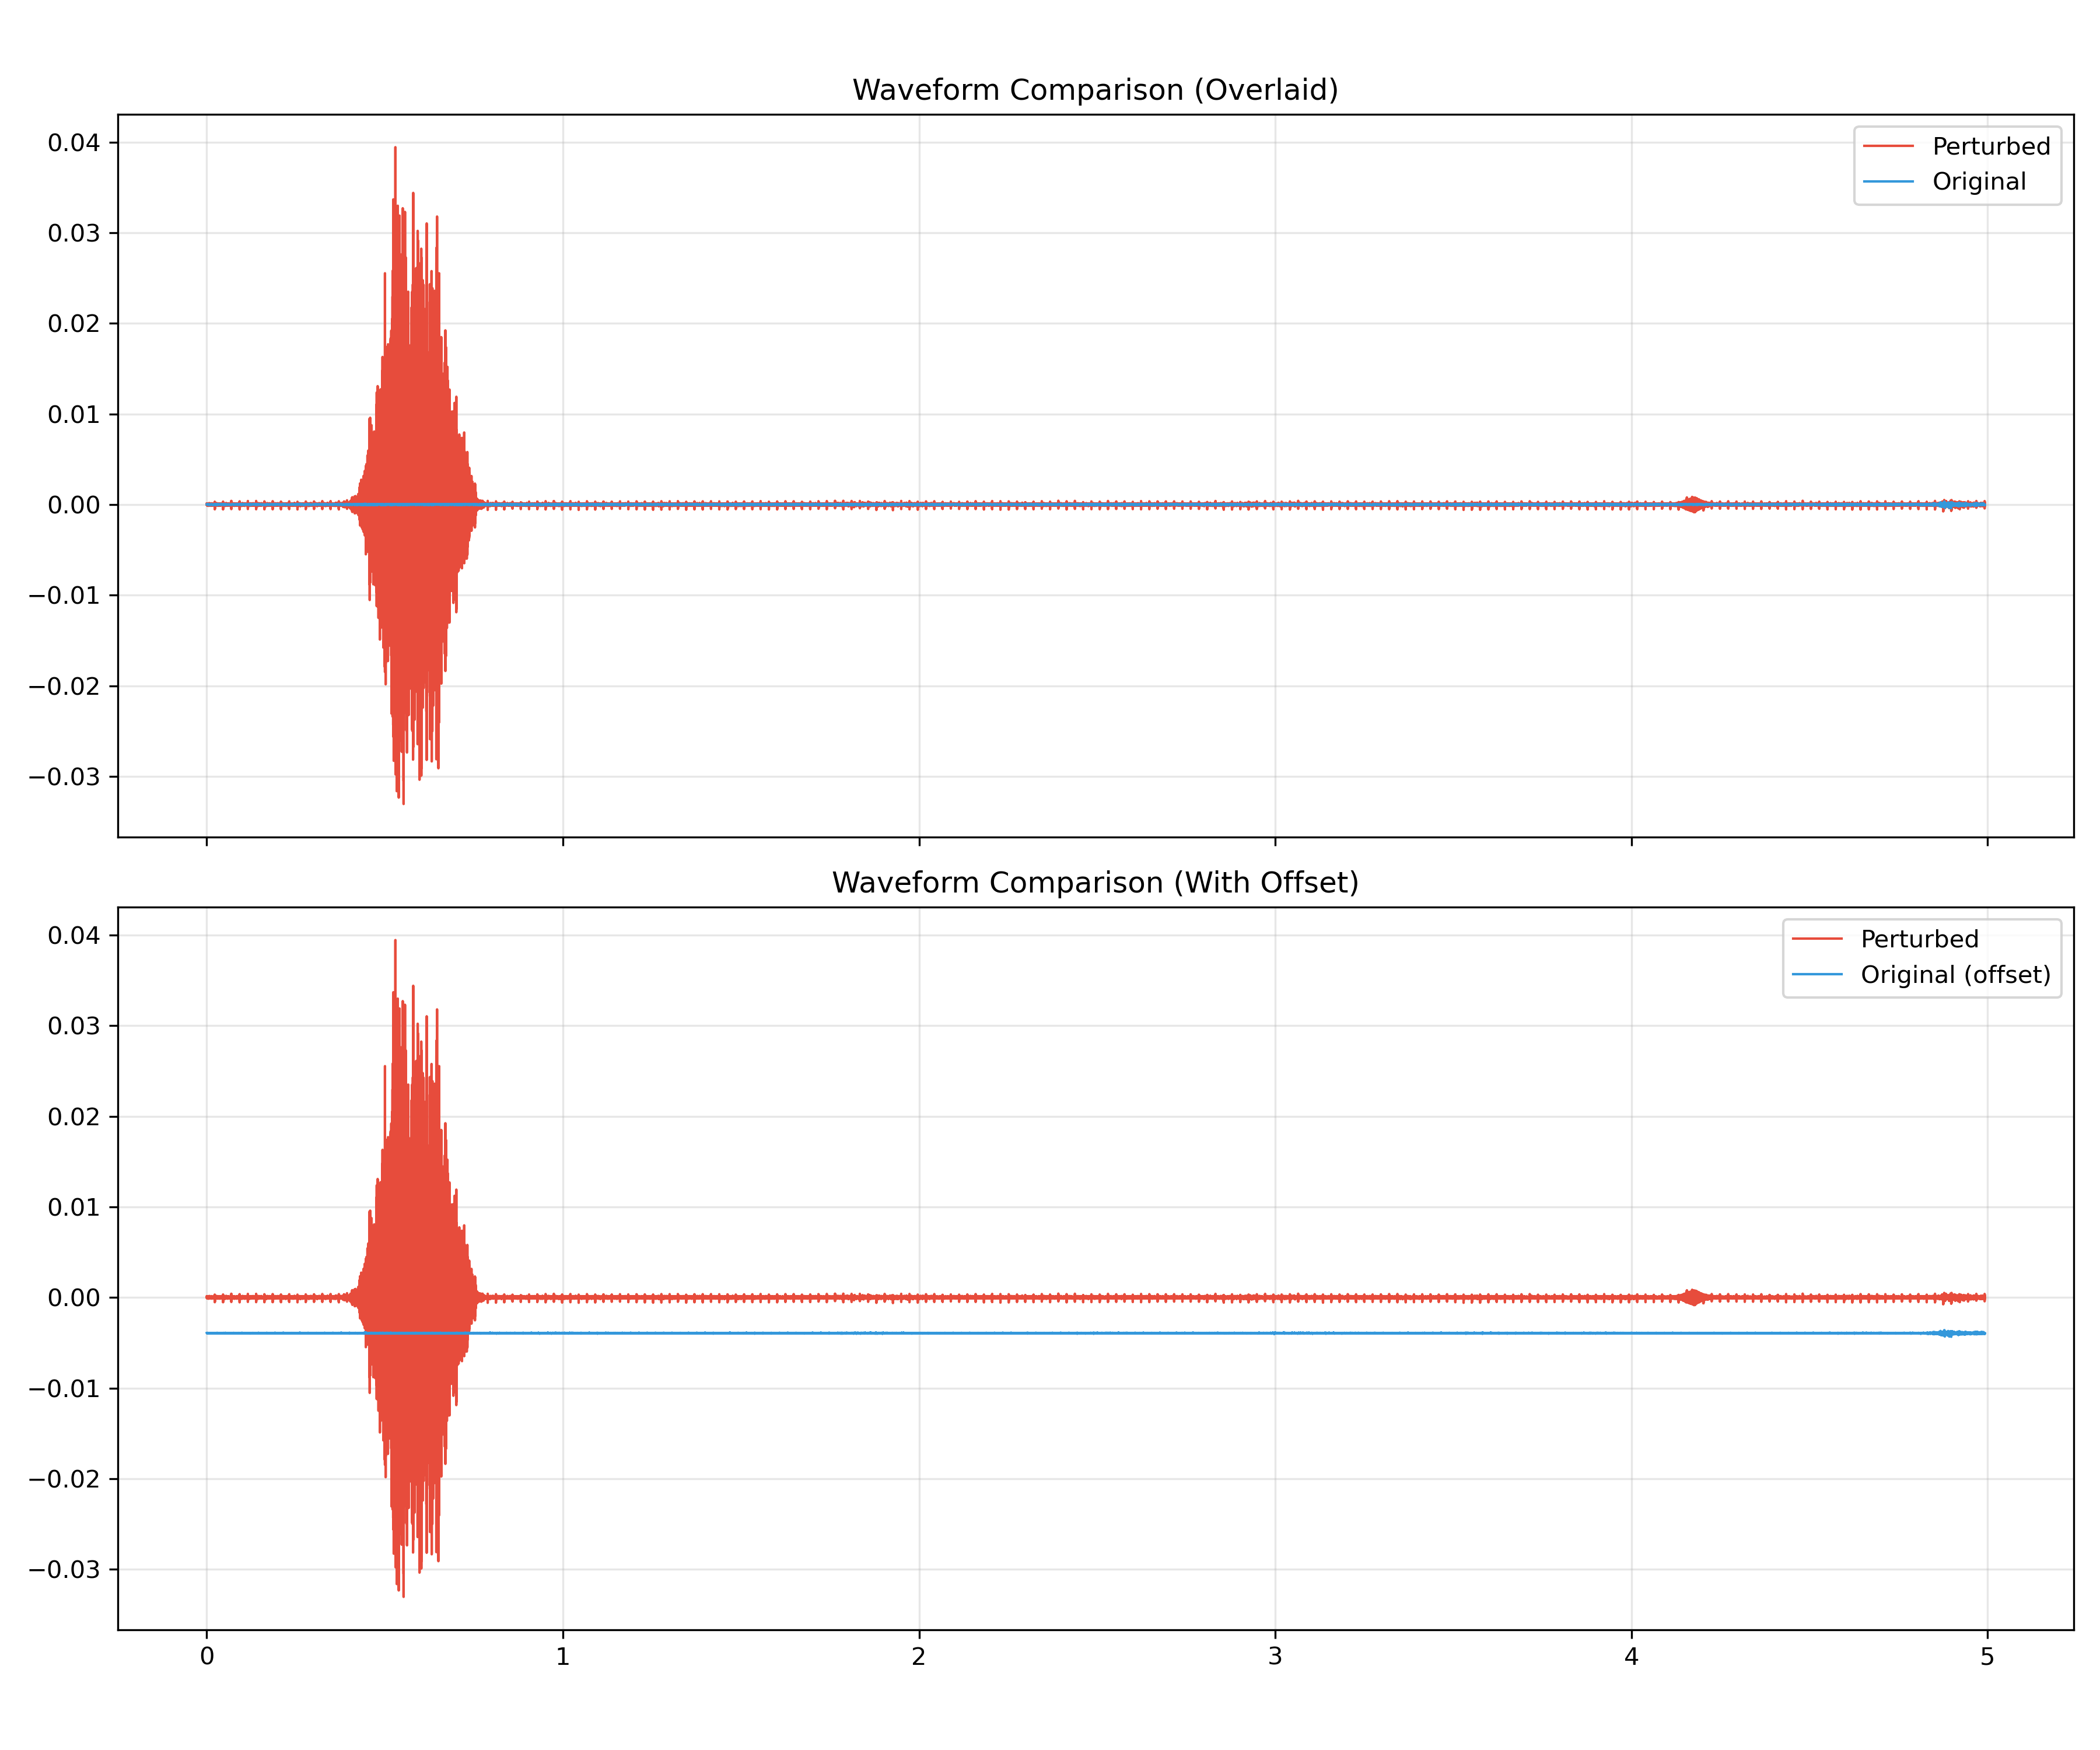 Waveform Comparison (Overlaid)
Perturbed
Original
0.04
0.03
0.02
0.01
0.00
−0.01
−0.02
−0.03
Waveform Comparison (With Offset)
Perturbed
Original (offset)
0.04
0.03
0.02
0.01
0.00
−0.01
−0.02
−0.03
0 1 2 3 4 5